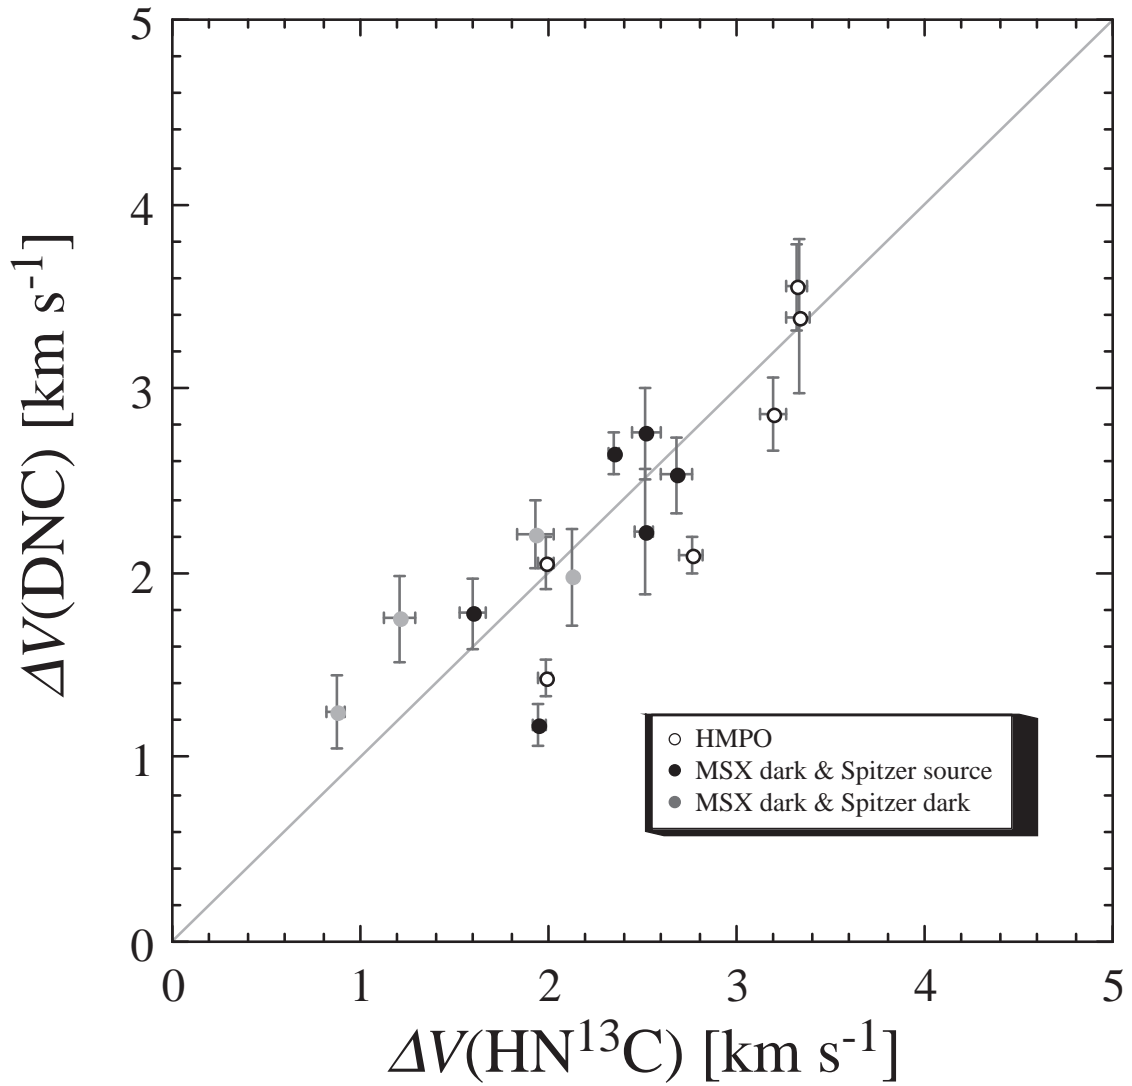 5
4
3
2
1
0
ΔV(DNC) [km s-1]
HMPO
MSX dark & Spitzer source
MSX dark & Spitzer dark
0 1 2 3 4 5
ΔV(HN13C) [km s-1]